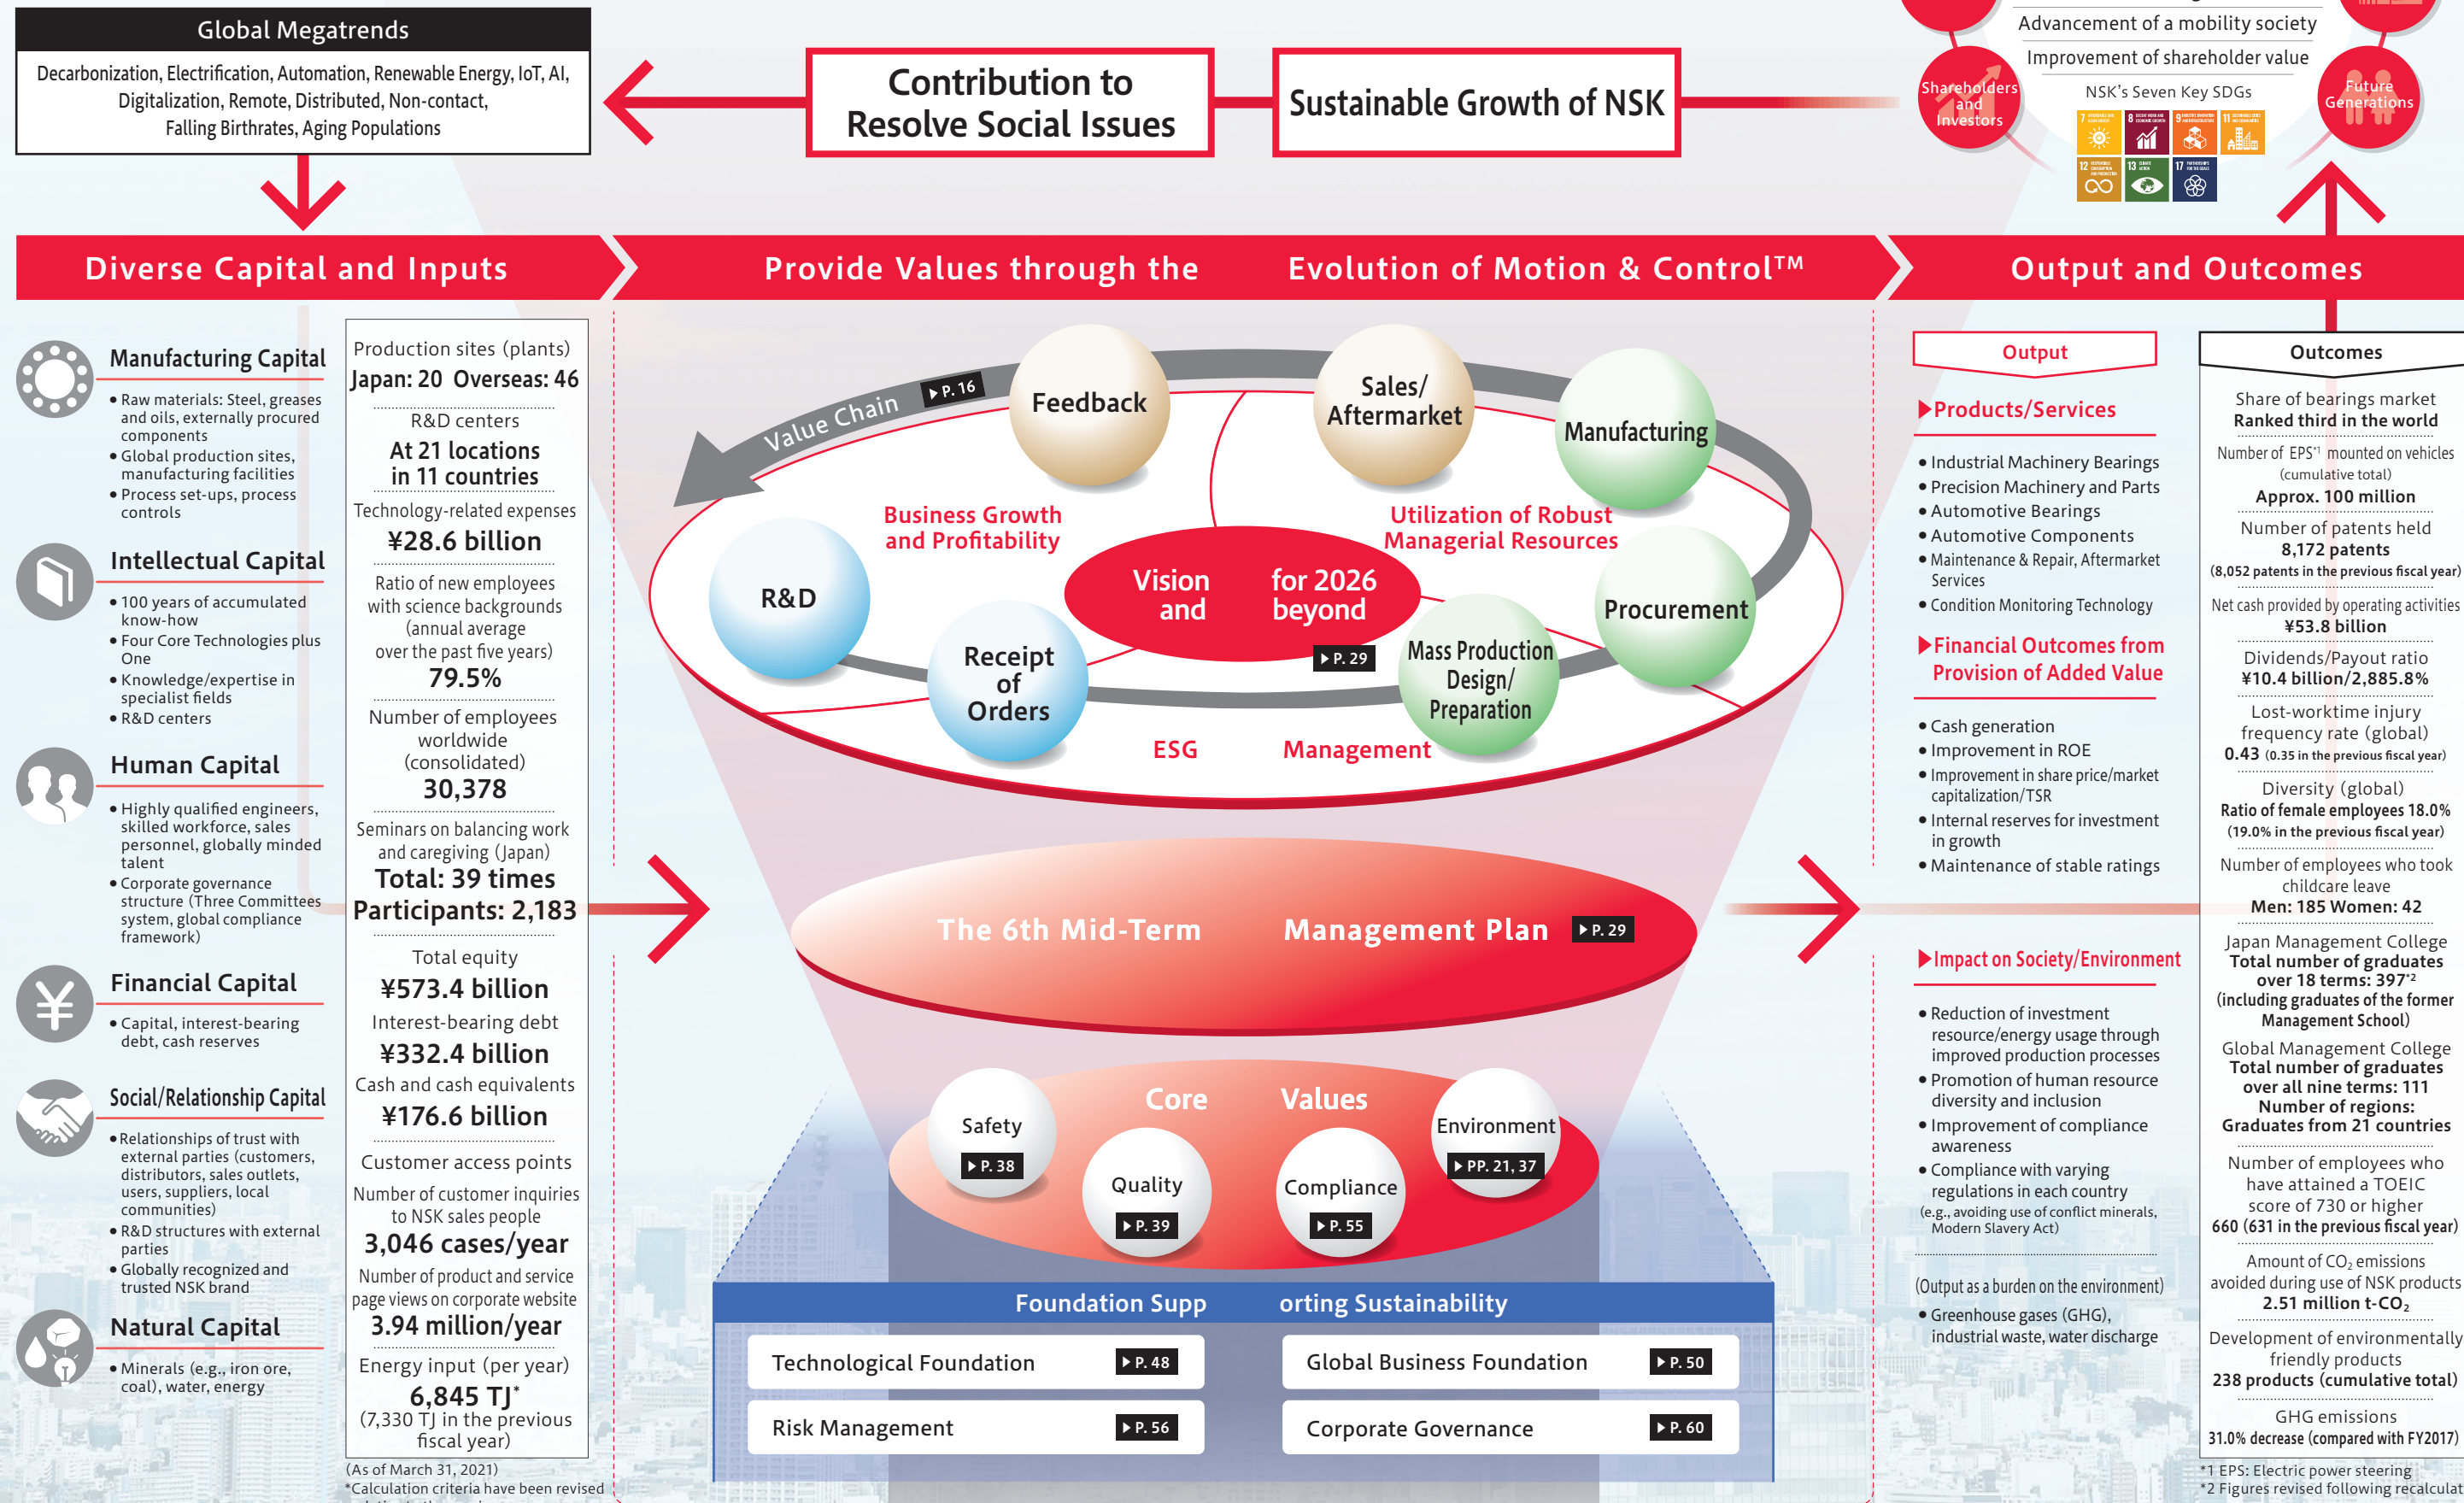 Global Megatrends
Decarbonization, Electrification, Automation, Renewable Energy, IoT, AI,
Digitalization, Remote, Distributed, Non-contact,
Falling Birthrates, Aging Populations
Contribution to
Resolve Social Issues
Sustainable Growth of NSK
Advancement of a mobility society
Improvement of shareholder value
NSK's Seven Key SDGs
Shareholders
and
Investors
Future
Generations
7
8
9
11
12
13
17
Diverse Capital and Inputs
Provide Values through the Evolution of Motion & Control™
Output and Outcomes
Manufacturing Capital
• Raw materials: Steel, greases
and oils, externally procured
components
• Global production sites,
manufacturing facilities
• Process set-ups, process
controls
Intellectual Capital
• 100 years of accumulated
know-how
• Four Core Technologies plus
One
• Knowledge/expertise in
specialist fields
• R&D centers
Human Capital
• Highly qualified engineers,
skilled workforce, sales
personnel, globally minded
talent
• Corporate governance
structure (Three Committees
system, global compliance
framework)
Financial Capital
• Capital, interest-bearing
debt, cash reserves
Social/Relationship Capital
• Relationships of trust with
external parties (customers,
distributors, sales outlets,
users, suppliers, local
communities)
• R&D structures with external
parties
• Globally recognized and
trusted NSK brand
Natural Capital
• Minerals (e.g., iron ore,
coal), water, energy
Production sites (plants)
Japan: 20 Overseas: 46
R&D centers
At 21 locations
in 11 countries
Technology-related expenses
¥28.6 billion
Ratio of new employees
with science backgrounds
(annual average
over the past five years)
79.5%
Number of employees
worldwide
(consolidated)
30,378
Seminars on balancing work
and caregiving (Japan)
Total: 39 times
Participants: 2,183
Total equity
¥573.4 billion
Interest-bearing debt
¥332.4 billion
Cash and cash equivalents
¥176.6 billion
Customer access points
Number of customer inquiries
to NSK sales people
3,046 cases/year
Number of product and service
page views on corporate website
3.94 million/year
Energy input (per year)
6,845 TJ*
(7,330 TJ in the previous
fiscal year)
(As of March 31, 2021)
*Calculation criteria have been revised
Value Chain
▶ P. 16
Feedback
Sales/
Aftermarket
Manufacturing
Business Growth
and Profitability
Utilization of Robust
Managerial Resources
R&D
Vision for 2026
and beyond
▶ P. 29
Procurement
Receipt
of
Orders
Mass Production
Design/
Preparation
ESG Management
The 6th Mid-Term Management Plan
▶ P. 29
Core Values
Safety
▶ P. 38
Quality
▶ P. 39
Compliance
▶ P. 55
Environment
▶ PP. 21, 37
Foundation Supp orting Sustainability
Technological Foundation ▶ P. 48
Global Business Foundation ▶ P. 50
Risk Management ▶ P. 56
Corporate Governance ▶ P. 60
Output
▶Products/Services
• Industrial Machinery Bearings
• Precision Machinery and Parts
• Automotive Bearings
• Automotive Components
• Maintenance & Repair, Aftermarket
Services
• Condition Monitoring Technology
▶Financial Outcomes from
Provision of Added Value
• Cash generation
• Improvement in ROE
• Improvement in share price/market
capitalization/TSR
• Internal reserves for investment
in growth
• Maintenance of stable ratings
▶Impact on Society/Environment
• Reduction of investment
resource/energy usage through
improved production processes
• Promotion of human resource
diversity and inclusion
• Improvement of compliance
awareness
• Compliance with varying
regulations in each country
(e.g., avoiding use of conflict minerals,
Modern Slavery Act)
(Output as a burden on the environment)
• Greenhouse gases (GHG),
industrial waste, water discharge
Outcomes
Share of bearings market
Ranked third in the world
Number of EPS*1 mounted on vehicles
(cumulative total)
Approx. 100 million
Number of patents held
8,172 patents
(8,052 patents in the previous fiscal year)
Net cash provided by operating activities
¥53.8 billion
Dividends/Payout ratio
¥10.4 billion/2,885.8%
Lost-worktime injury
frequency rate (global)
0.43 (0.35 in the previous fiscal year)
Diversity (global)
Ratio of female employees 18.0%
(19.0% in the previous fiscal year)
Number of employees who took
childcare leave
Men: 185 Women: 42
Japan Management College
Total number of graduates
over 18 terms: 397*2
(including graduates of the former
Management School)
Global Management College
Total number of graduates
over all nine terms: 111
Number of regions:
Graduates from 21 countries
Number of employees who
have attained a TOEIC
score of 730 or higher
660 (631 in the previous fiscal year)
Amount of CO₂ emissions
avoided during use of NSK products
2.51 million t-CO₂
Development of environmentally
friendly products
238 products (cumulative total)
GHG emissions
31.0% decrease (compared with FY2017)
*1 EPS: Electric power steering
*2 Figures revised following recalcula